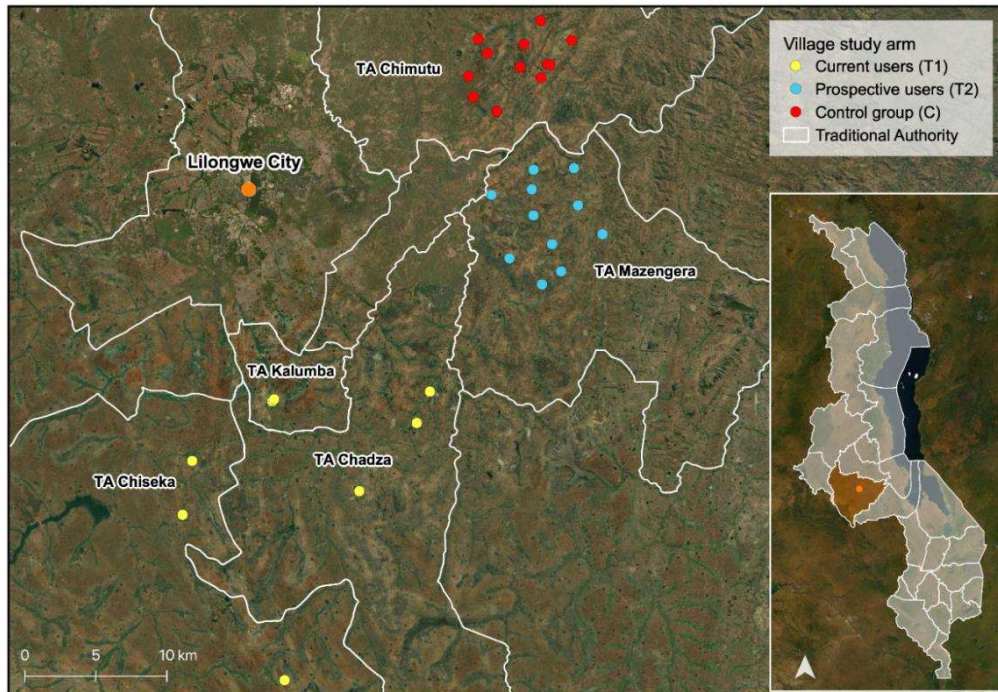 TA Chimutu
Lilongwe City
TA Mazengera
TA Kalumba
TA Chadza
TA Chiseka
0 5 10 km
Village study arm
Current users (T1)
Prospective users (T2)
Control group (C)
Traditional Authority